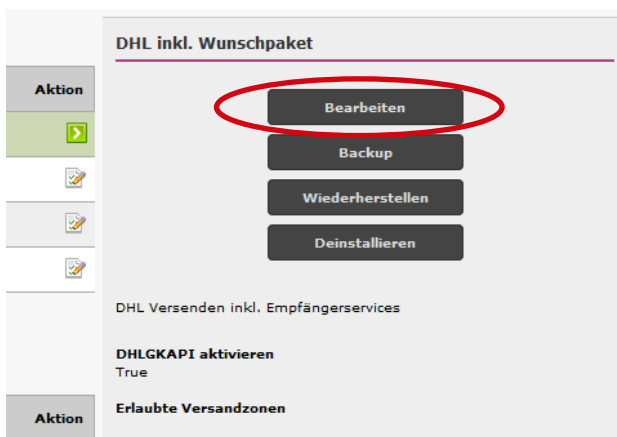 DHL inkl. Wunschpaket
Aktion
Bearbeiten
Backup
Wiederherstellen
Deinstallieren
DHL Versenden inkl. Empfängerservices
DHLGKAPI aktivieren
True
Erlaubte Versandzonen
Aktion